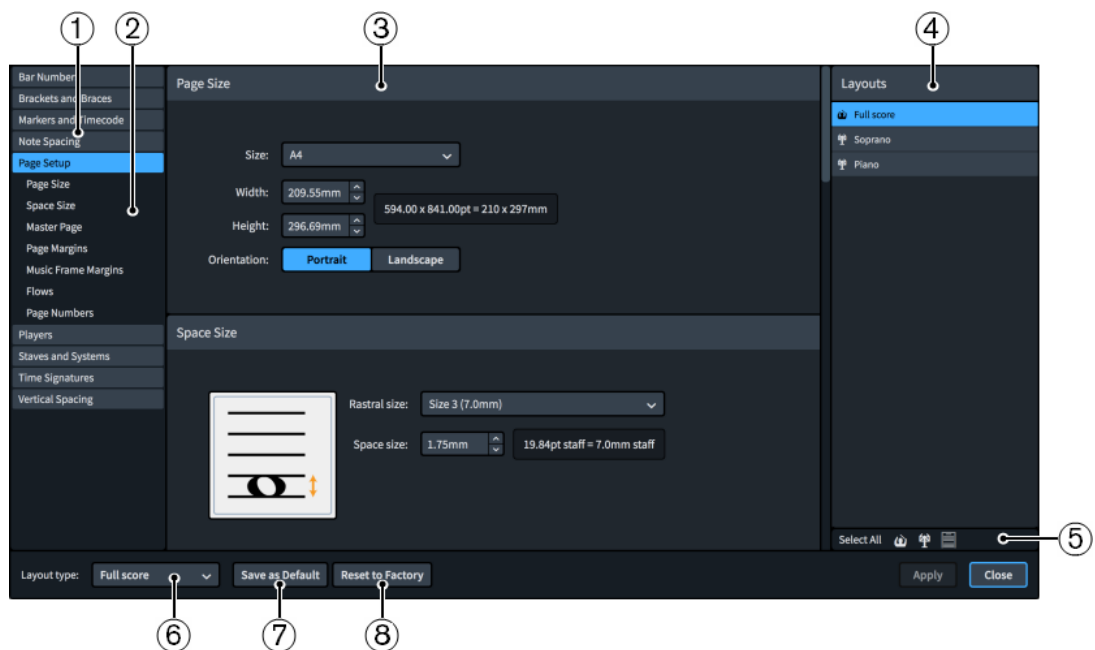 ① ② ③ ④
Bar Number
Brackets and Braces
Markers and Timecode
Note Spacing
Page Setup
Page Size
Space Size
Master Page
Page Margins
Music Frame Margins
Flows
Page Numbers
Players
Staves and Systems
Time Signatures
Vertical Spacing
Page Size
Size: A4
Width: 209.55mm
594.00 x 841.00pt = 210 x 297mm
Height: 296.69mm
Orientation: Portrait Landscape
Space Size
Rastral size: Size 3 (7.0mm)
Space size: 1.75mm 19.84pt staff = 7.0mm staff
Layouts
Full score
Soprano
Piano
Select All ⑤
Layout type: Full score Save as Default Reset to Factory Apply Close
⑥ ⑦ ⑧